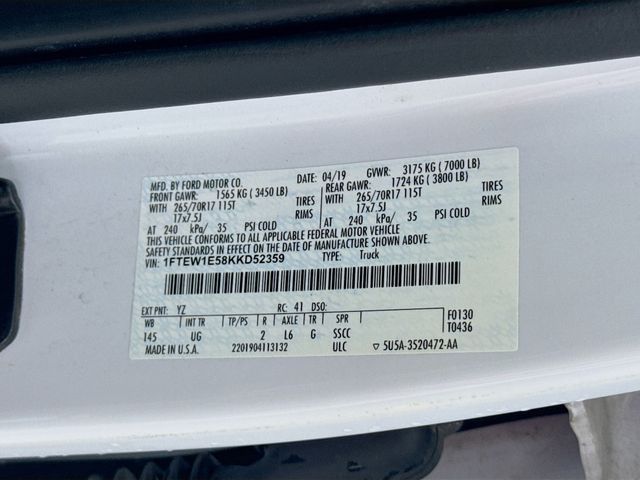 MFD. BY FORD MOTOR CO.
DATE: 04/19 GVWR: 3175 KG ( 7000 LB)
FRONT GAWR: 1565 KG ( 3450 LB) REAR GAWR: 1724 KG ( 3800 LB)
WITH 265/70R17 115T TIRES WITH 265/70R17 115T TIRES
17x7.5J RIMS 17x7.5J RIMS
AT 240 kPa/ 35 PSI COLD AT 240 kPa/ 35 PSI COLD
THIS VEHICLE CONFORMS TO ALL APPLICABLE FEDERAL MOTOR VEHICLE
SAFETY STANDARDS IN EFFECT ON THE DATE OF MANUFACTURE SHOWN ABOVE.
VIN: 1FTEW1E58KKD52359 TYPE: Truck
EXT PNT: YZ RC: 41 DSO:
WB INT TR TP/PS R AXLE TR SPR F0130
145 UG 2 L6 G SSCC T0436
MADE IN U.S.A. 2201904113132 ULC ▽ 5U5A-3520472-AA